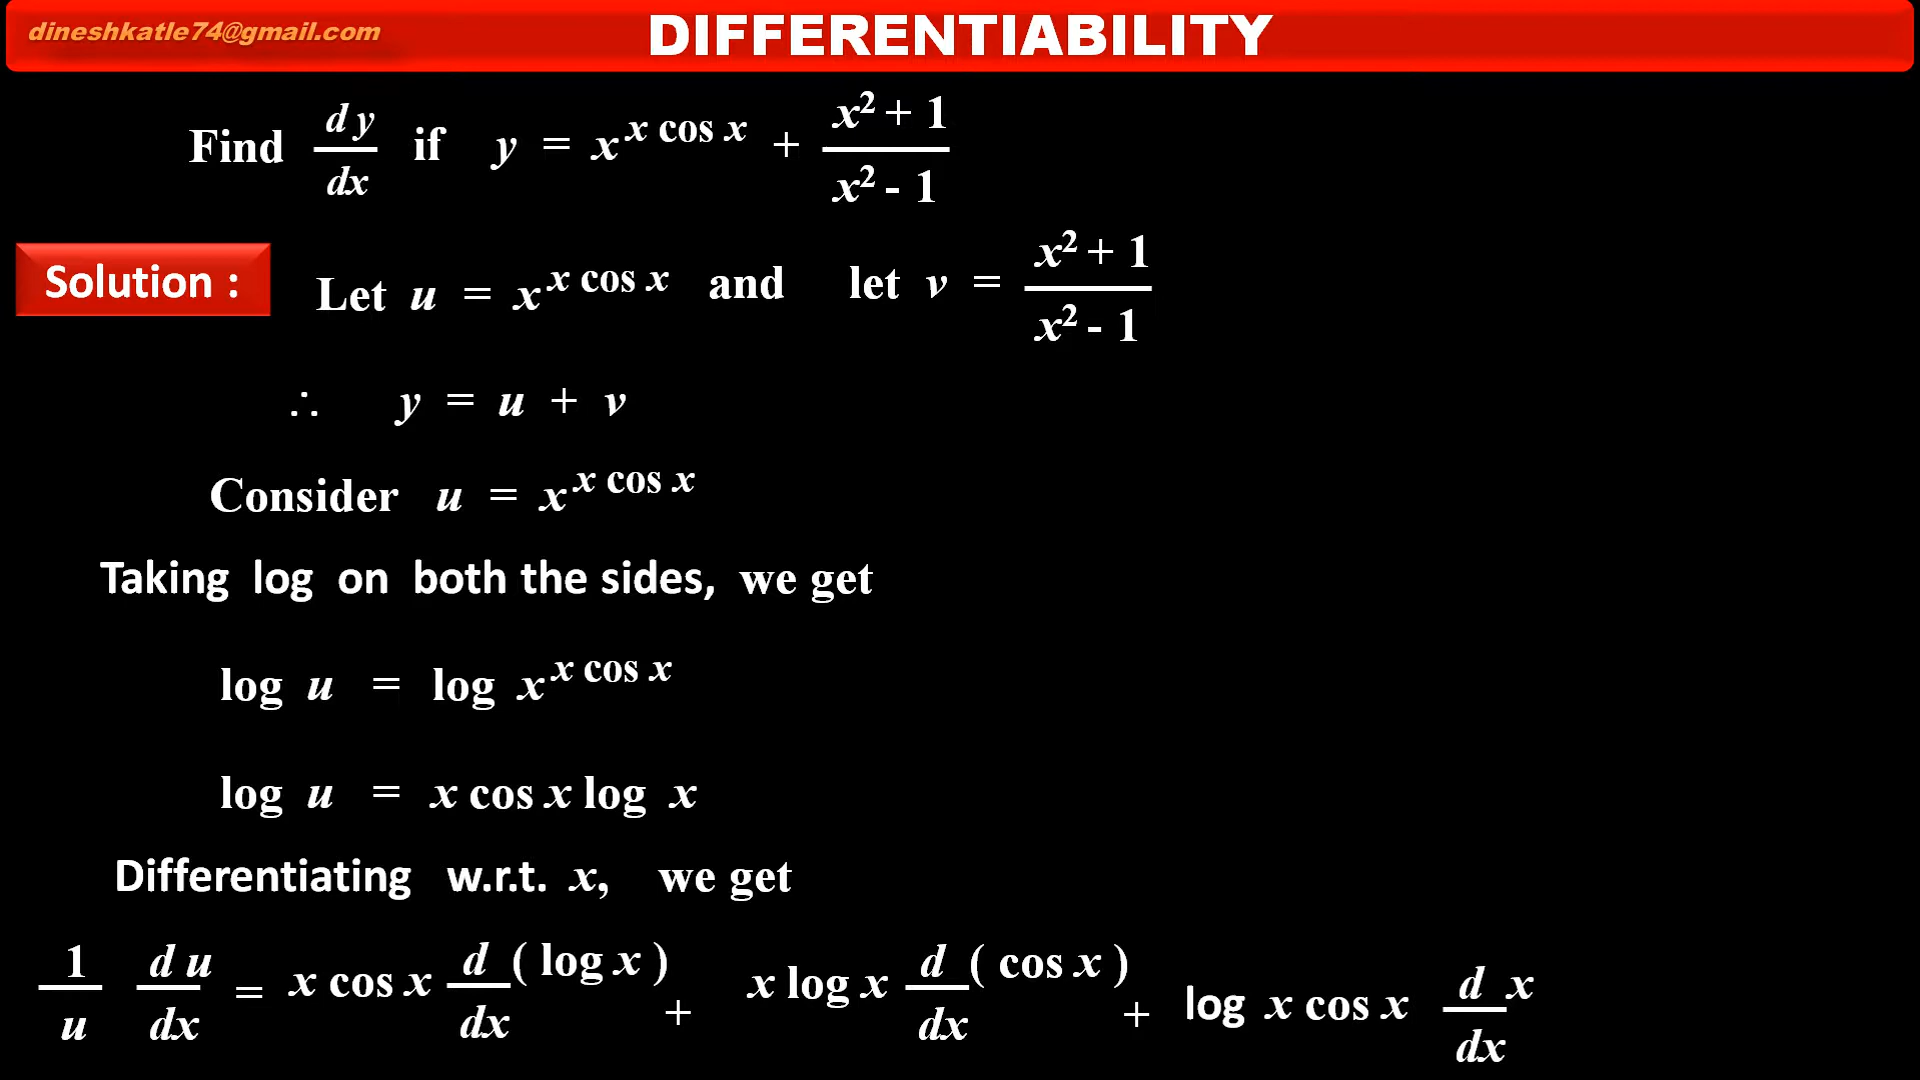 dineshkatle74@gmail.com DIFFERENTIABILITY
Find dy/dx if y = x^(x cos x) + (x² + 1)/(x² - 1)
Solution : Let u = x^(x cos x) and let v = (x² + 1)/(x² - 1)
∴ y = u + v
Consider u = x^(x cos x)
Taking log on both the sides, we get
log u = log x^(x cos x)
log u = x cos x log x
Differentiating w.r.t. x, we get
1/u du/dx = x cos x d/dx ( log x ) + x log x d/dx ( cos x ) + log x cos x d/dx x